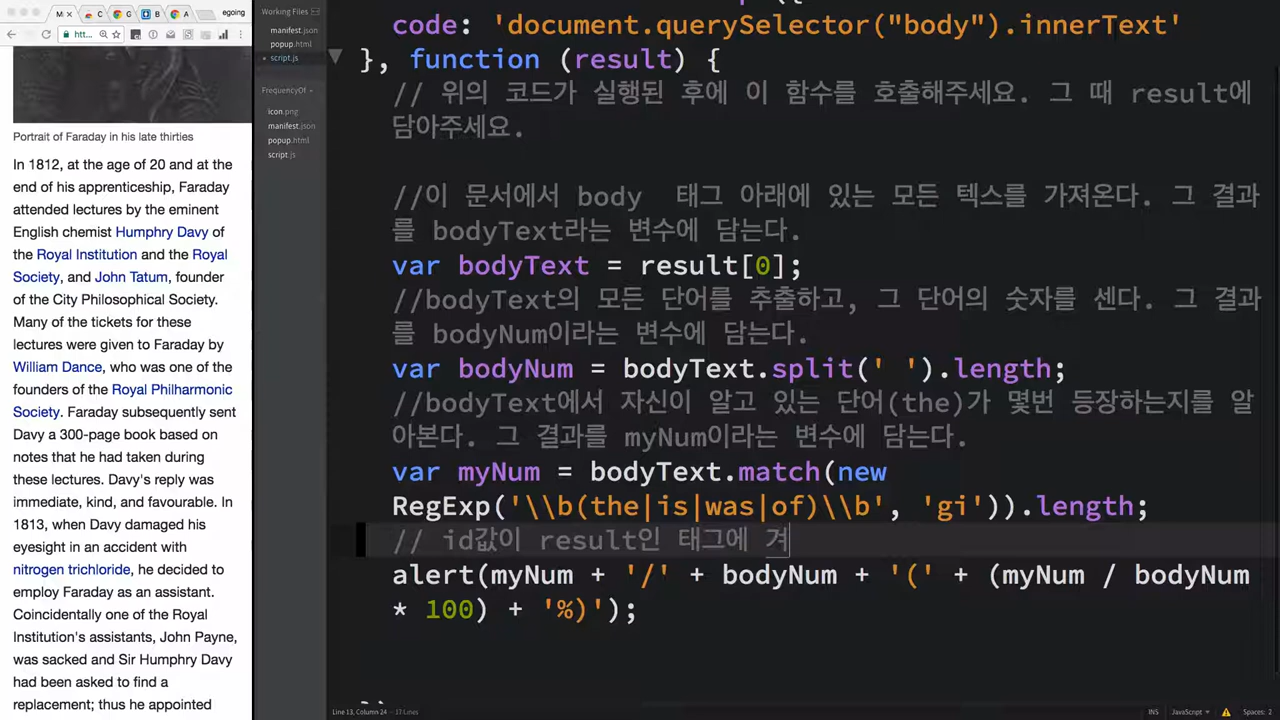 egoing
https:
Portrait of Faraday in his late thirties
In 1812, at the age of 20 and at the
end of his apprenticeship, Faraday
attended lectures by the eminent
English chemist Humphry Davy of
the Royal Institution and the Royal
Society, and John Tatum, founder
of the City Philosophical Society.
Many of the tickets for these
lectures were given to Faraday by
William Dance, who was one of the
founders of the Royal Philharmonic
Society. Faraday subsequently sent
Davy a 300-page book based on
notes that he had taken during
these lectures. Davy's reply was
immediate, kind, and favourable. In
1813, when Davy damaged his
eyesight in an accident with
nitrogen trichloride, he decided to
employ Faraday as an assistant.
Coincidentally one of the Royal
Institution's assistants, John Payne,
was sacked and Sir Humphry Davy
had been asked to find a
replacement; thus he appointed
Working Files
manifest.json
popup.html
script.js
FrequencyOf
icon.png
manifest.json
popup.html
script.js
code: 'document.querySelector("body").innerText'
}, function (result) {
// 위의 코드가 실행된 후에 이 함수를 호출해주세요. 그 때 result에
담아주세요.
//이 문서에서 body 태그 아래에 있는 모든 텍스를 가져온다. 그 결과
를 bodyText라는 변수에 담는다.
var bodyText = result[0];
//bodyText의 모든 단어를 추출하고, 그 단어의 숫자를 센다. 그 결과
를 bodyNum이라는 변수에 담는다.
var bodyNum = bodyText.split(' ').length;
//bodyText에서 자신이 알고 있는 단어(the)가 몇번 등장하는지를 알
아본다. 그 결과를 myNum이라는 변수에 담는다.
var myNum = bodyText.match(new
RegExp('\\b(the|is|was|of)\\b', 'gi')).length;
// id값이 result인 태그에 겨
alert(myNum + '/' + bodyNum + '(' + (myNum / bodyNum
* 100) + '%)');
Line 13, Column 24 — 17 Lines
INS
JavaScript
Spaces: 2